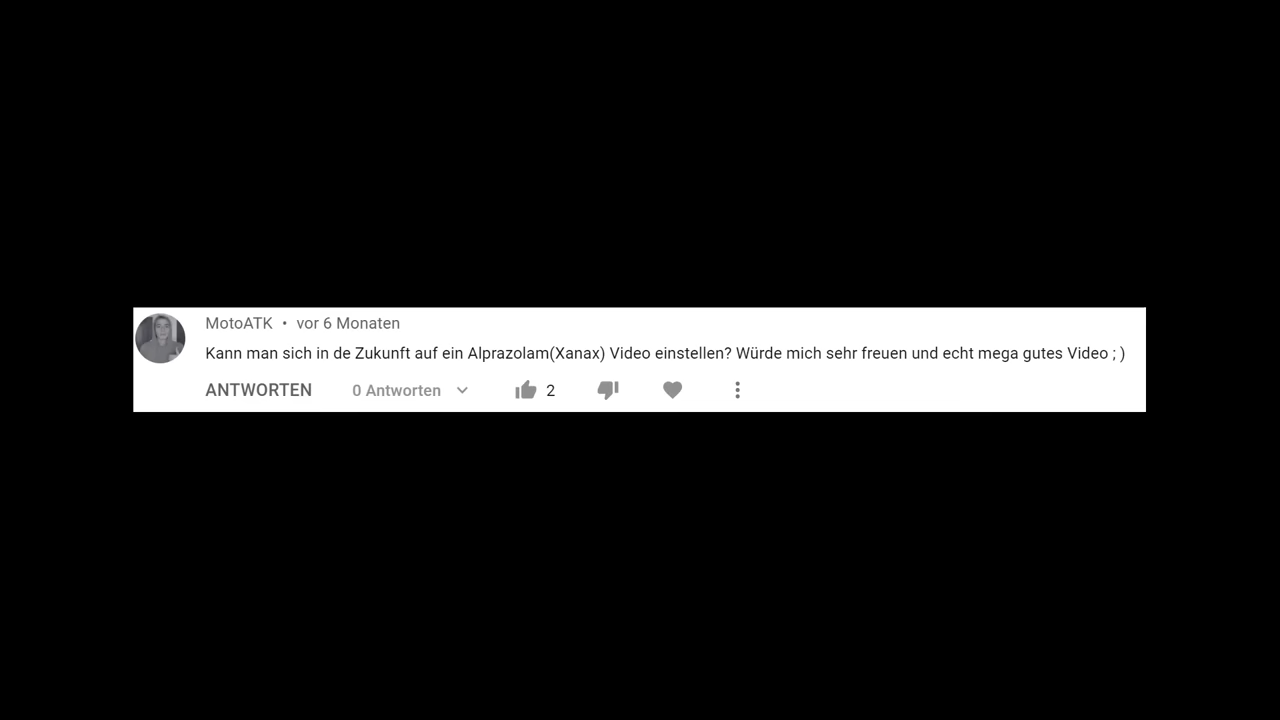 MotoATK • vor 6 Monaten
Kann man sich in de Zukunft auf ein Alprazolam(Xanax) Video einstellen? Würde mich sehr freuen und echt mega gutes Video ; )
ANTWORTEN 0 Antworten 2